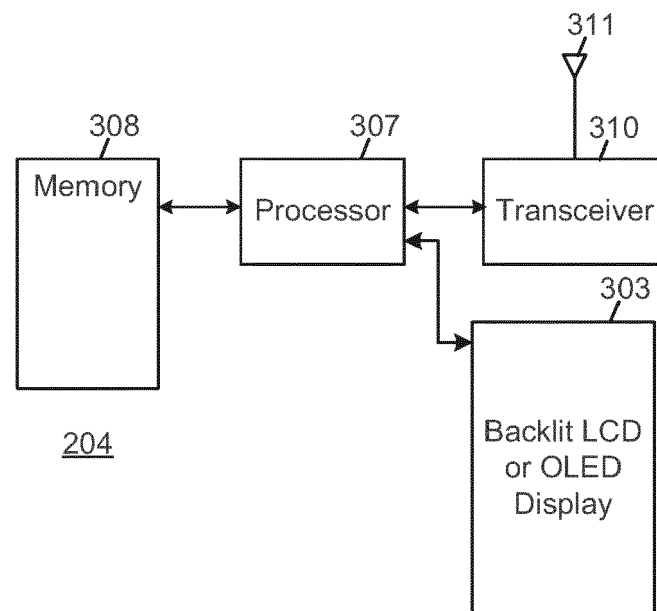 311
308
307
310
Memory
Processor
Transceiver
303
204
Backlit LCD
or OLED
Display